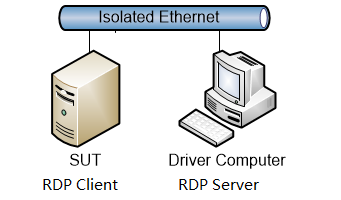 Isolated Ethernet
SUT
Driver Computer
RDP Client
RDP Server